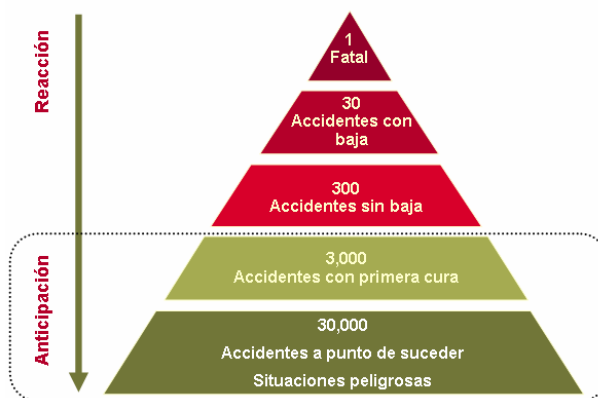 Reacción
1
Fatal
30
Accidentes con
baja
300
Accidentes sin baja
Anticipación
3,000
Accidentes con primera cura
30,000
Accidentes a punto de suceder
Situaciones peligrosas